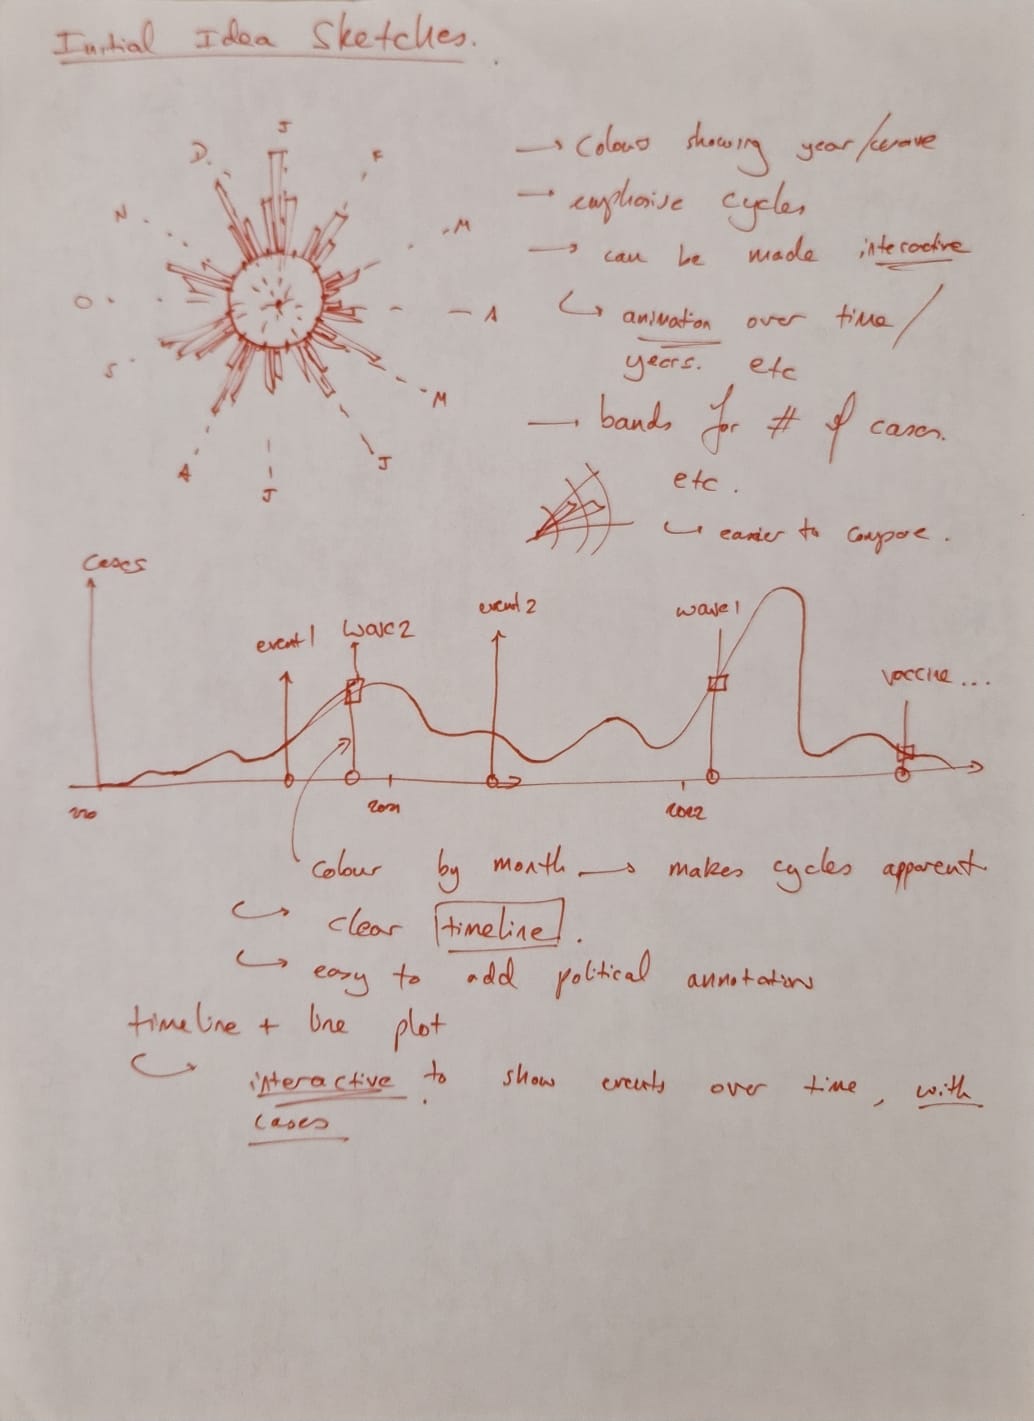 Initial Idea Sketches.
J
D F
N M
O A
S M
A J
J
→ Colour showing year/wave
→ emphasise cycles
→ can be made interactive
↳ animation over time/
years. etc
→ bands for # of cases.
etc.
↳ easier to compare.
Cases
event 1 Wave 2 event 2 wave 1 vaccine ...
2021 2022
colour by month → makes cycles apparent
↳ clear timeline.
↳ easy to add political annotations
timeline + line plot
↳ interactive to show events over time, with
cases